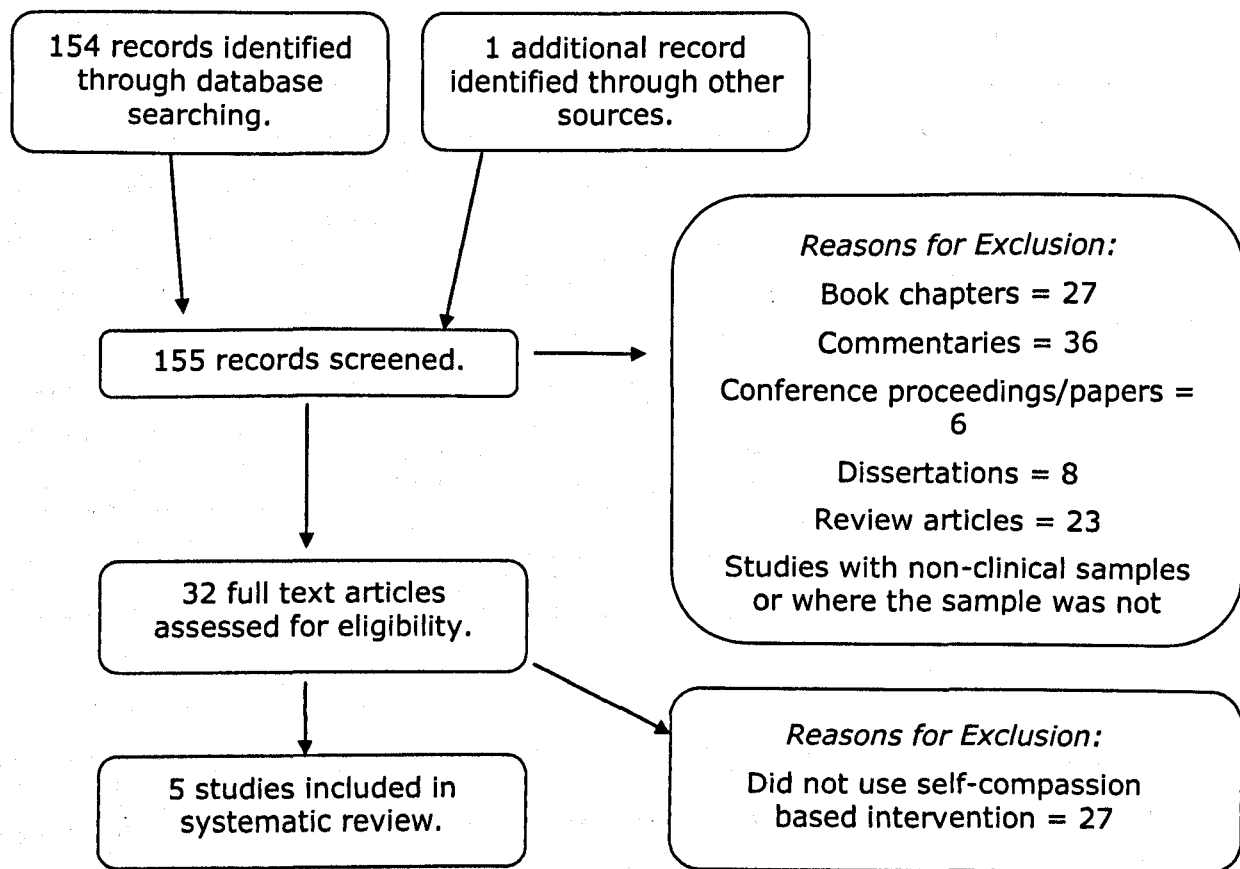 154 records identified
through database
searching.
1 additional record
identified through other
sources.
155 records screened.
Reasons for Exclusion:
Book chapters = 27
Commentaries = 36
Conference proceedings/papers =
6
Dissertations = 8
Review articles = 23
Studies with non-clinical samples
or where the sample was not
32 full text articles
assessed for eligibility.
Reasons for Exclusion:
Did not use self-compassion
based intervention = 27
5 studies included in
systematic review.